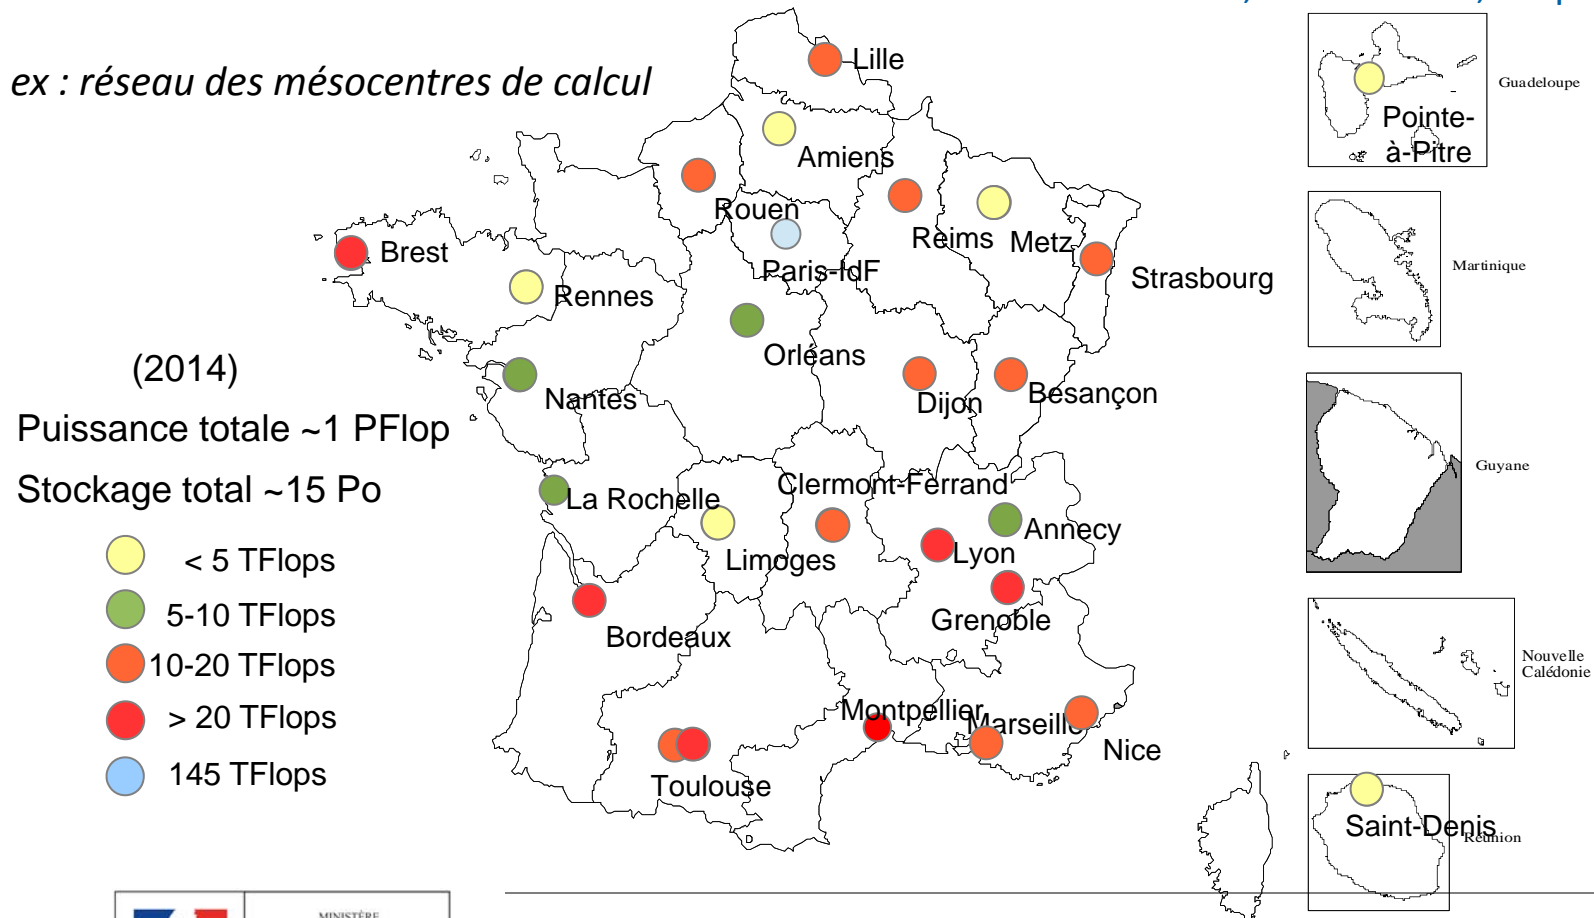 ex : réseau des mésocentres de calcul
Lille
Amiens
Rouen
Reims
Metz
Paris-IdF
Strasbourg
Brest
Rennes
Orléans
Nantes
Dijon
Besançon
(2014)
Puissance totale ~1 PFlop
Stockage total ~15 Po
< 5 TFlops
5-10 TFlops
10-20 TFlops
> 20 TFlops
145 TFlops
La Rochelle
Clermont-Ferrand
Limoges
Annecy
Lyon
Grenoble
Bordeaux
Montpellier
Marseille
Nice
Toulouse
Pointe-
à-Pitre
Guadeloupe
Martinique
Guyane
Nouvelle
Calédonie
Saint-Denis
Réunion
MINISTÈRE